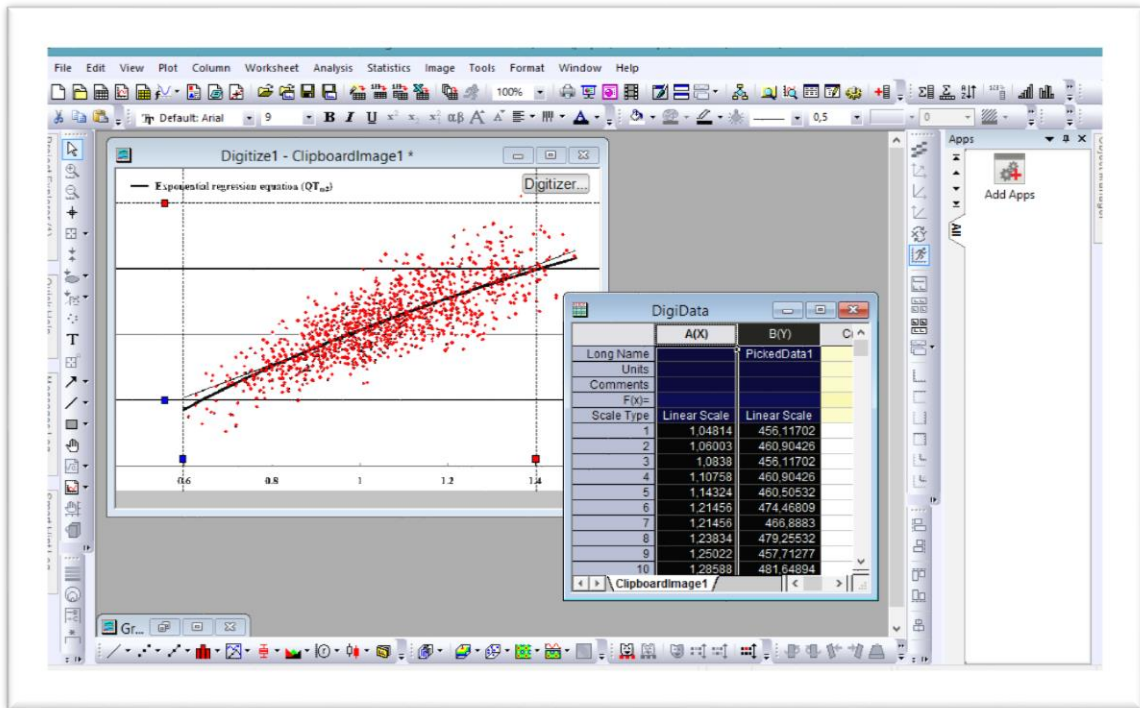 File Edit View Plot Column Worksheet Analysis Statistics Image Tools Format Window Help
100%
Default: Arial 9 B I U αβ A 0,5 0
Digitize1 - ClipboardImage1 *
Exponential regression equation
Digitizer...
0.6 0.8 1 1.2 1.4
DigiData
A(X) B(Y)
Long Name PickedData1
Units
Comments
F(x)=
Scale Type Linear Scale Linear Scale
1 1,04814 456,11702
2 1,06003 460,90426
3 1,0838 456,11702
4 1,10758 460,90426
5 1,14324 460,50532
6 1,21456 474,46809
7 1,21456 466,8883
8 1,23834 479,25532
9 1,25022 457,71277
10 1,28588 481,64894
ClipboardImage1
Gr...
Apps
Add Apps
All